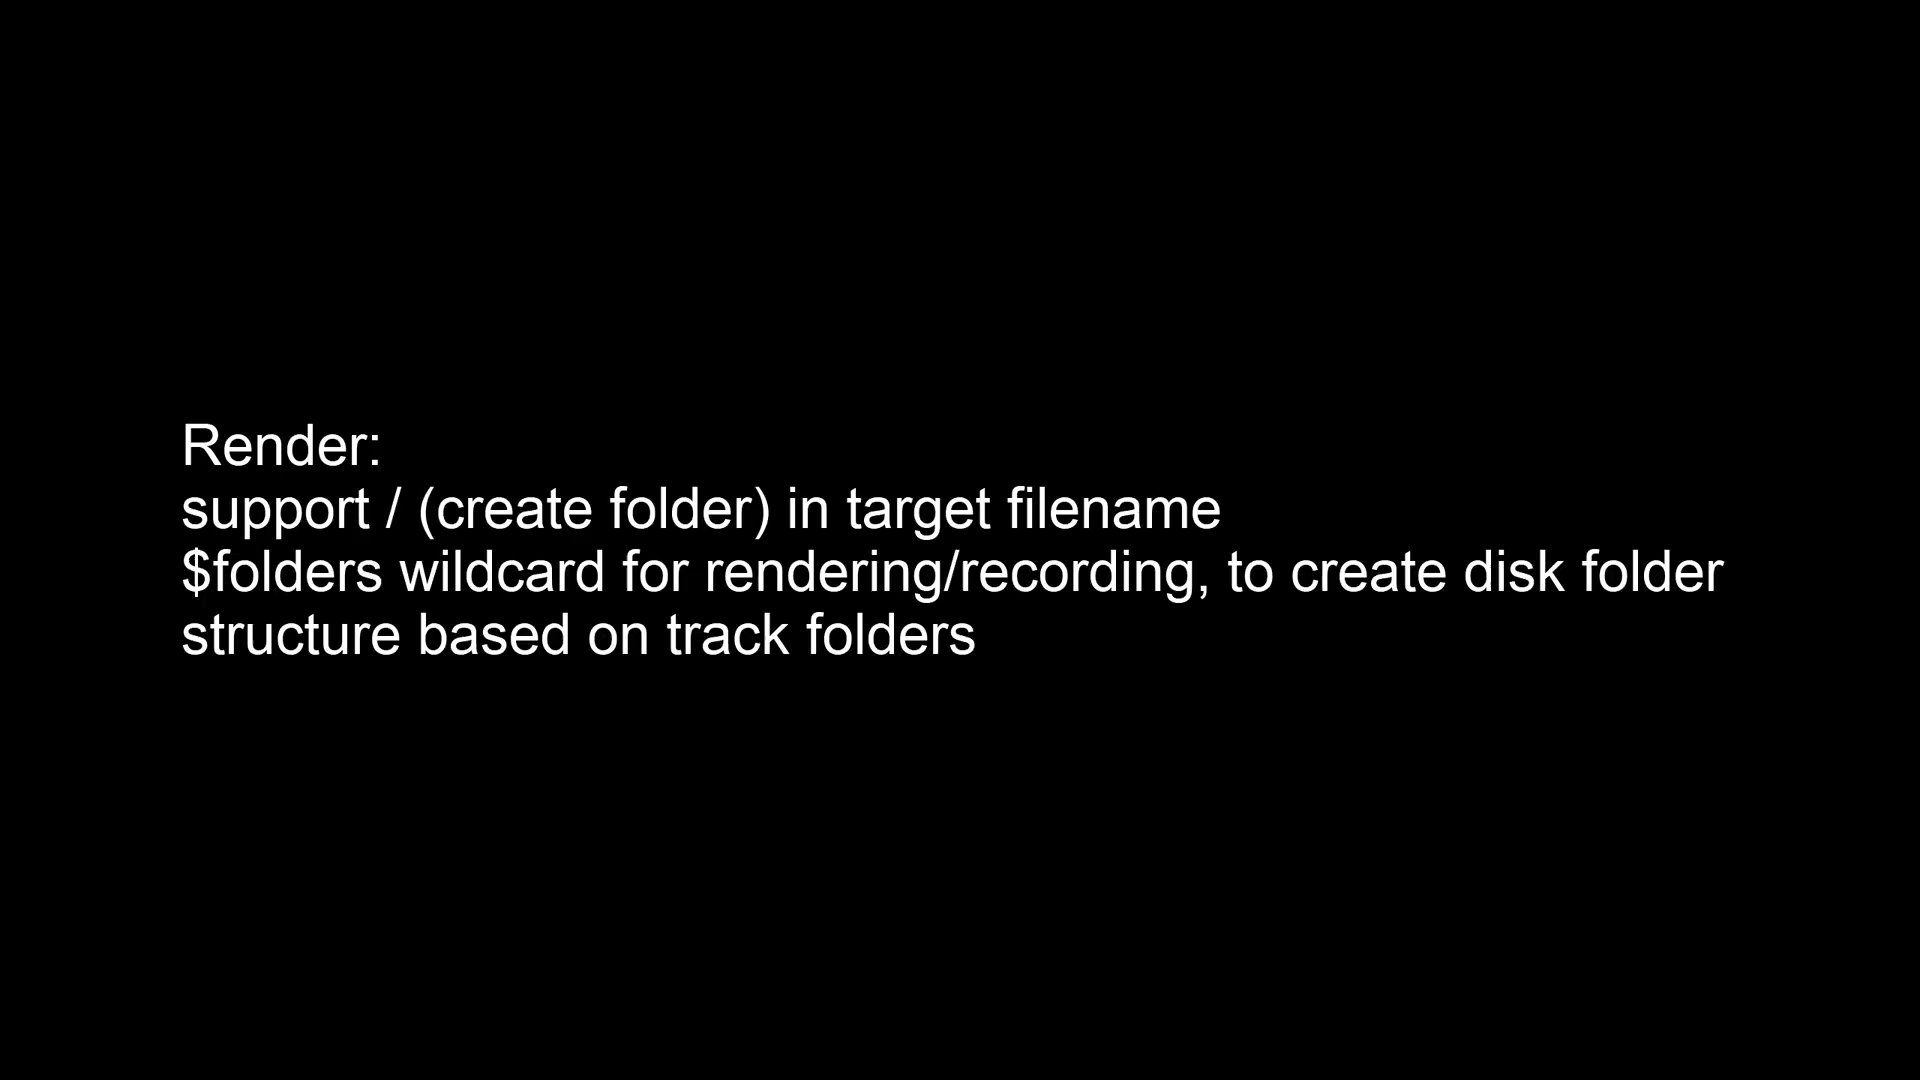 Render:
support / (create folder) in target filename
$folders wildcard for rendering/recording, to create disk folder
structure based on track folders